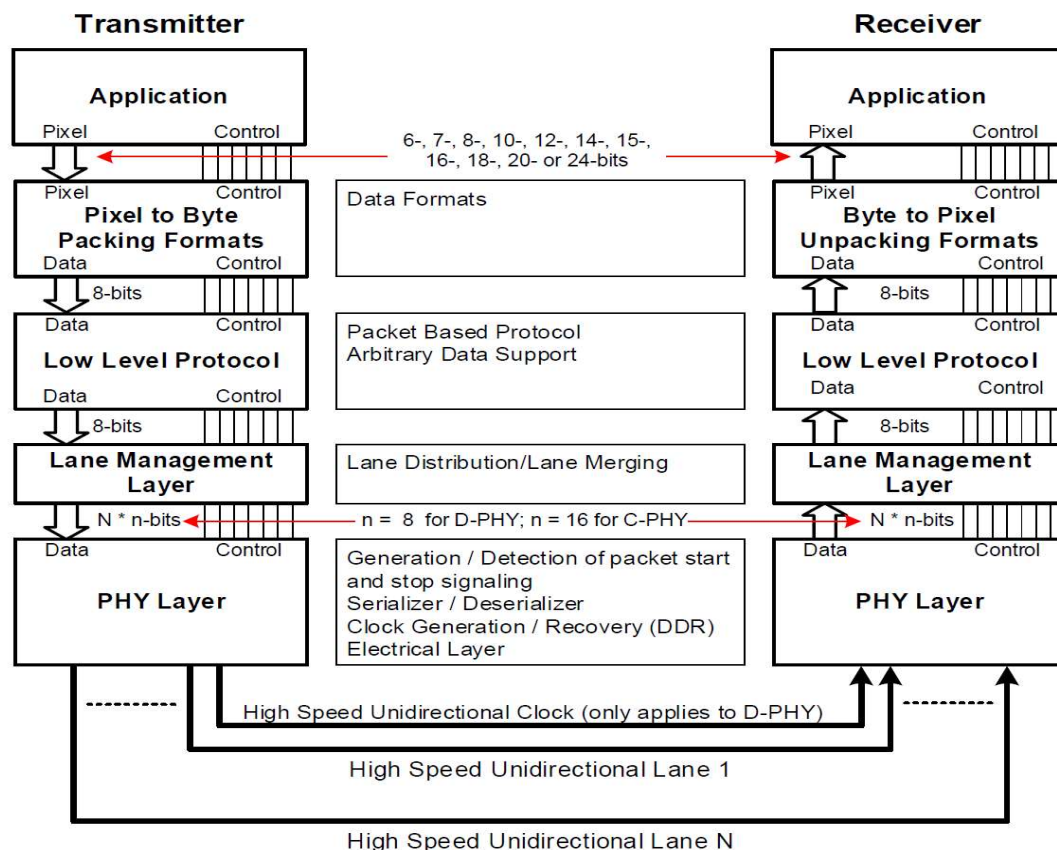 Transmitter
Receiver
Application
Pixel
Control
Application
Pixel
Control
6-, 7-, 8-, 10-, 12-, 14-, 15-,
16-, 18-, 20- or 24-bits
Pixel
Control
Pixel to Byte
Packing Formats
Data
Control
Data Formats
Pixel
Control
Byte to Pixel
Unpacking Formats
Data
Control
8-bits
8-bits
Data
Control
Low Level Protocol
Data
Control
Packet Based Protocol
Arbitrary Data Support
Data
Control
Low Level Protocol
Data
Control
8-bits
8-bits
Lane Management
Layer
Lane Distribution/Lane Merging
Lane Management
Layer
N * n-bits
n = 8 for D-PHY; n = 16 for C-PHY
N * n-bits
Data
Control
PHY Layer
Generation / Detection of packet start
and stop signaling
Serializer / Deserializer
Clock Generation / Recovery (DDR)
Electrical Layer
Data
Control
PHY Layer
High Speed Unidirectional Clock (only applies to D-PHY)
High Speed Unidirectional Lane 1
High Speed Unidirectional Lane N